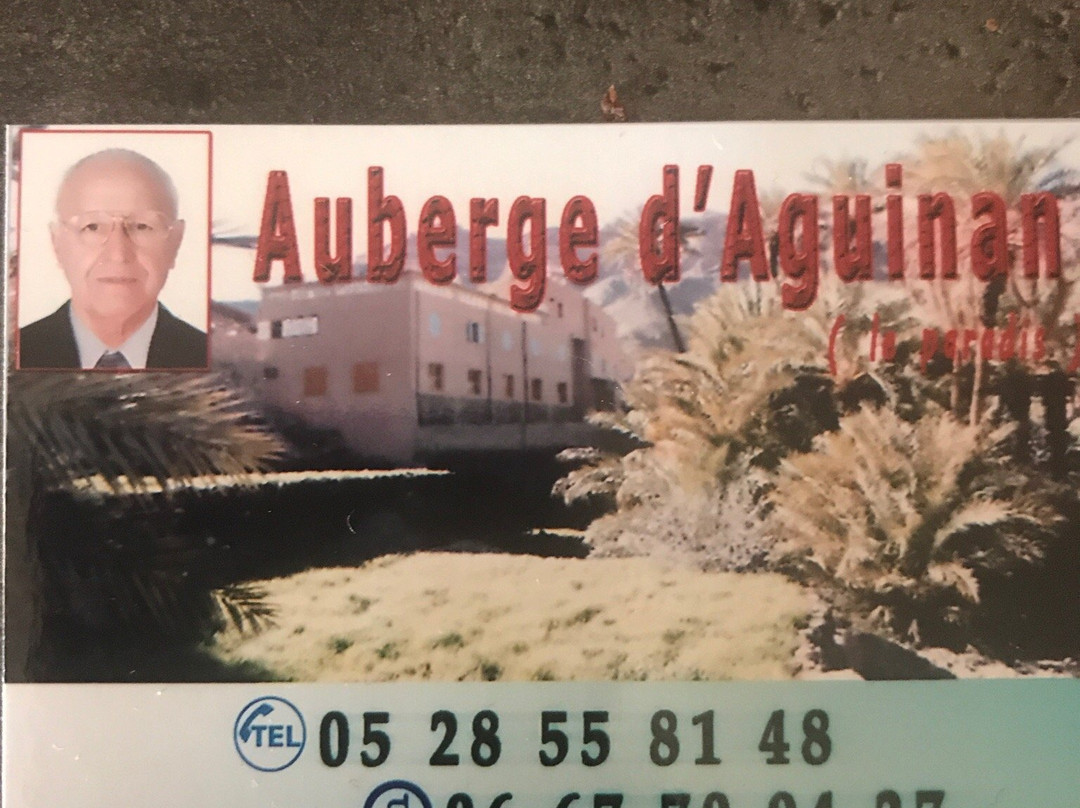 Auberge d'Aguinan
( le paradis )
TEL 05 28 55 81 48